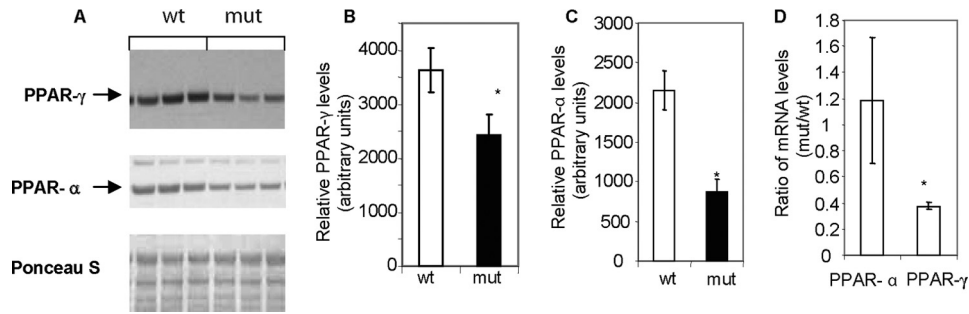 A
wt mut
PPAR-γ
PPAR- α
Ponceau S
B
Relative PPAR-γ levels
(arbitrary units)
4000
3000
2000
1000
0
*
wt mut
C
Relative PPAR-α levels
(arbitrary units)
3000
2500
2000
1500
1000
500
0
*
wt mut
D
Ratio of mRNA levels
(mut/wt)
1.8
1.6
1.4
1.2
1.0
0.8
0.6
0.4
0.2
0
*
PPAR- α PPAR-γ